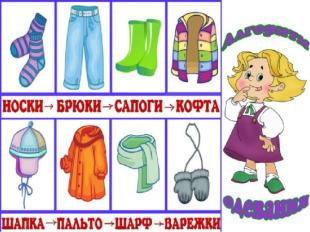 Алгоритм
НОСКИ→ БРЮКИ→ САПОГИ→ КОФТА
одевания
ШАПКА→ПАЛЬТО→ШАРФ→ВАРЕЖКИ